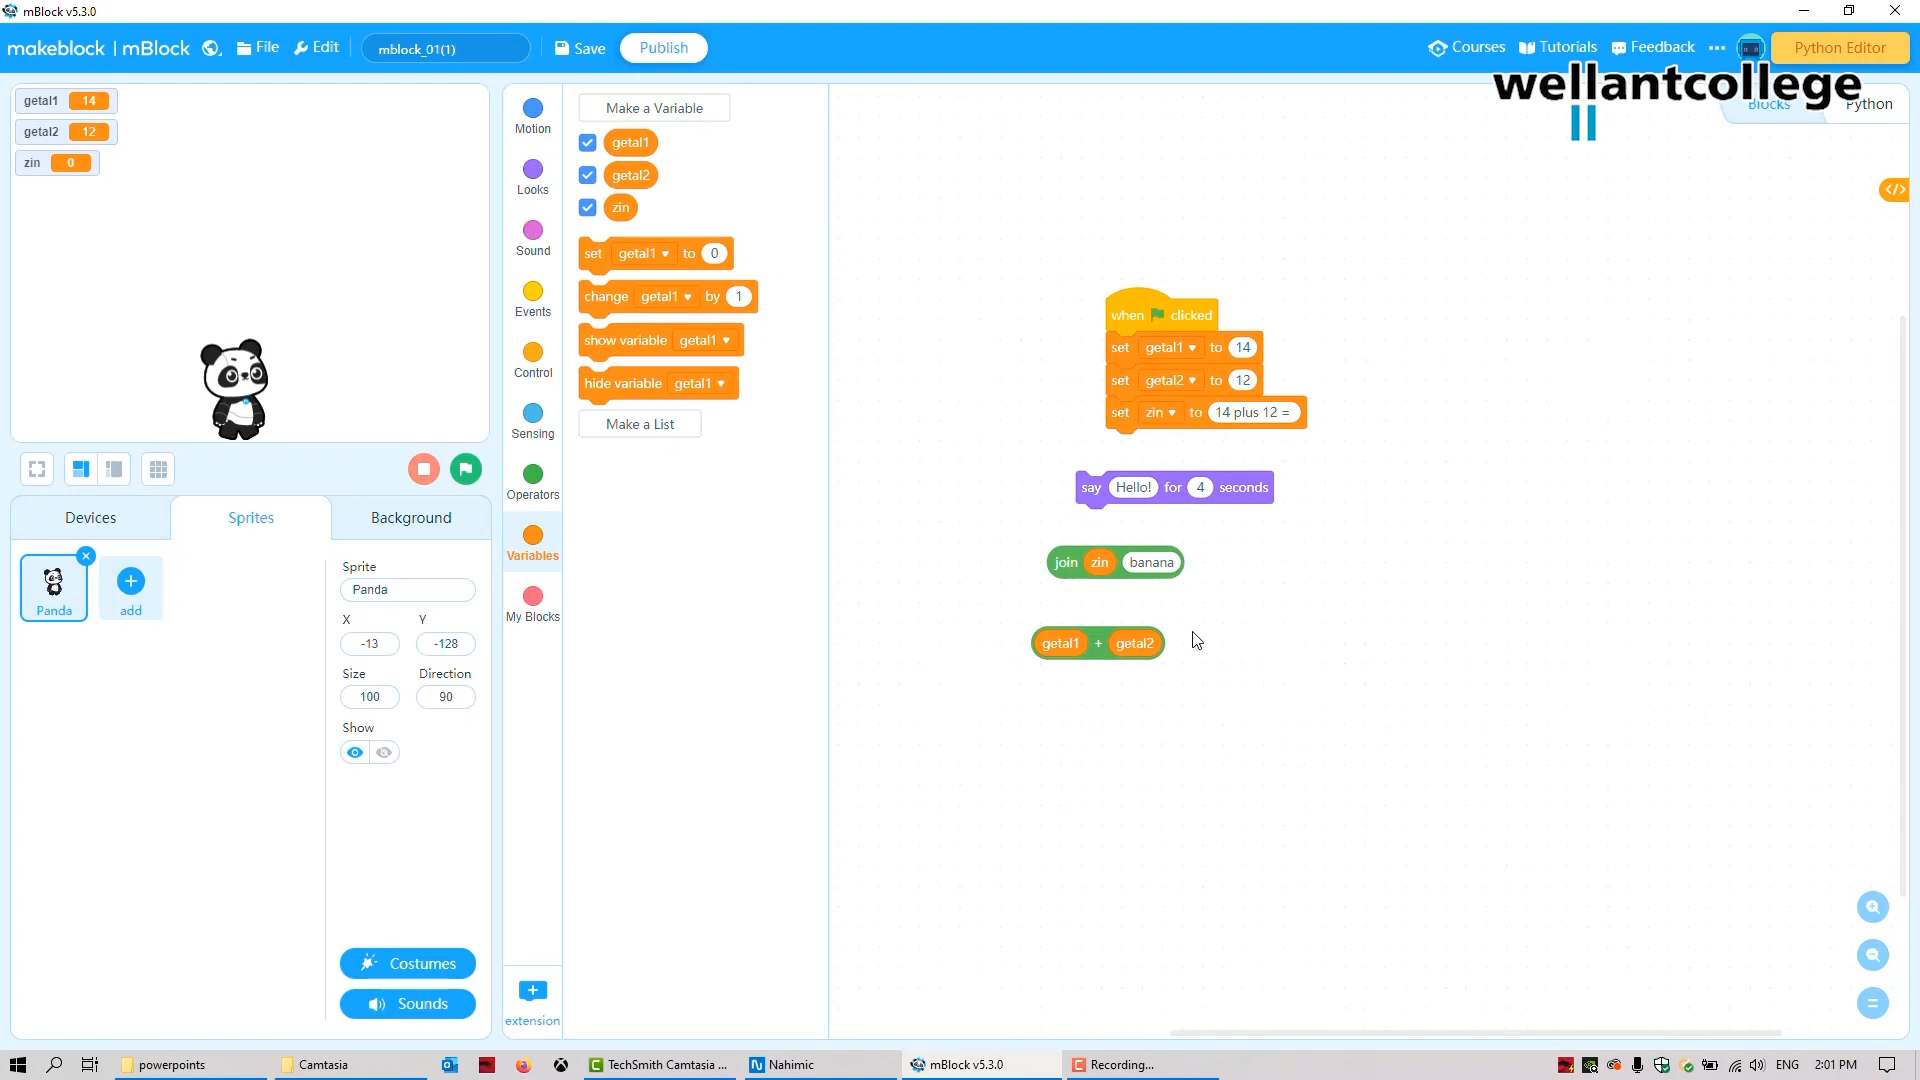 mBlock v5.3.0
makeblock | mBlock File Edit mblock_01(1) Save Publish Courses Tutorials Feedback Python Editor
wellantcollege
Blocks Python
getal1 14
getal2 12
zin 0
Devices Sprites Background
Panda
add
Sprite
Panda
X Y
-13 -128
Size Direction
100 90
Show
Costumes
Sounds
Motion
Looks
Sound
Events
Control
Sensing
Operators
Variables
My Blocks
extension
Make a Variable
getal1
getal2
zin
set getal1 to 0
change getal1 by 1
show variable getal1
hide variable getal1
Make a List
when clicked
set getal1 to 14
set getal2 to 12
set zin to 14 plus 12 =
say Hello! for 4 seconds
join zin banana
getal1 + getal2
powerpoints Camtasia TechSmith Camtasia ... Nahimic mBlock v5.3.0 Recording... ENG 2:01 PM